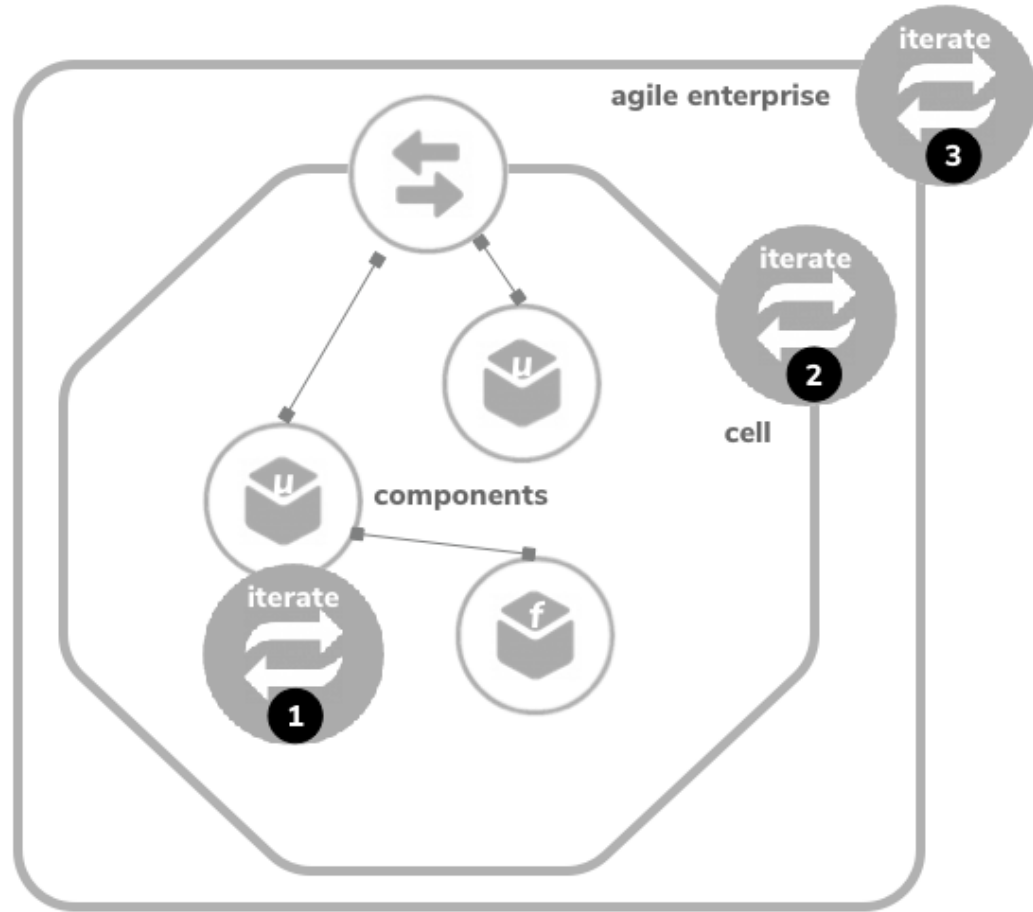 iterate
agile enterprise
3
iterate
2
µ
cell
µ
components
iterate
f
1